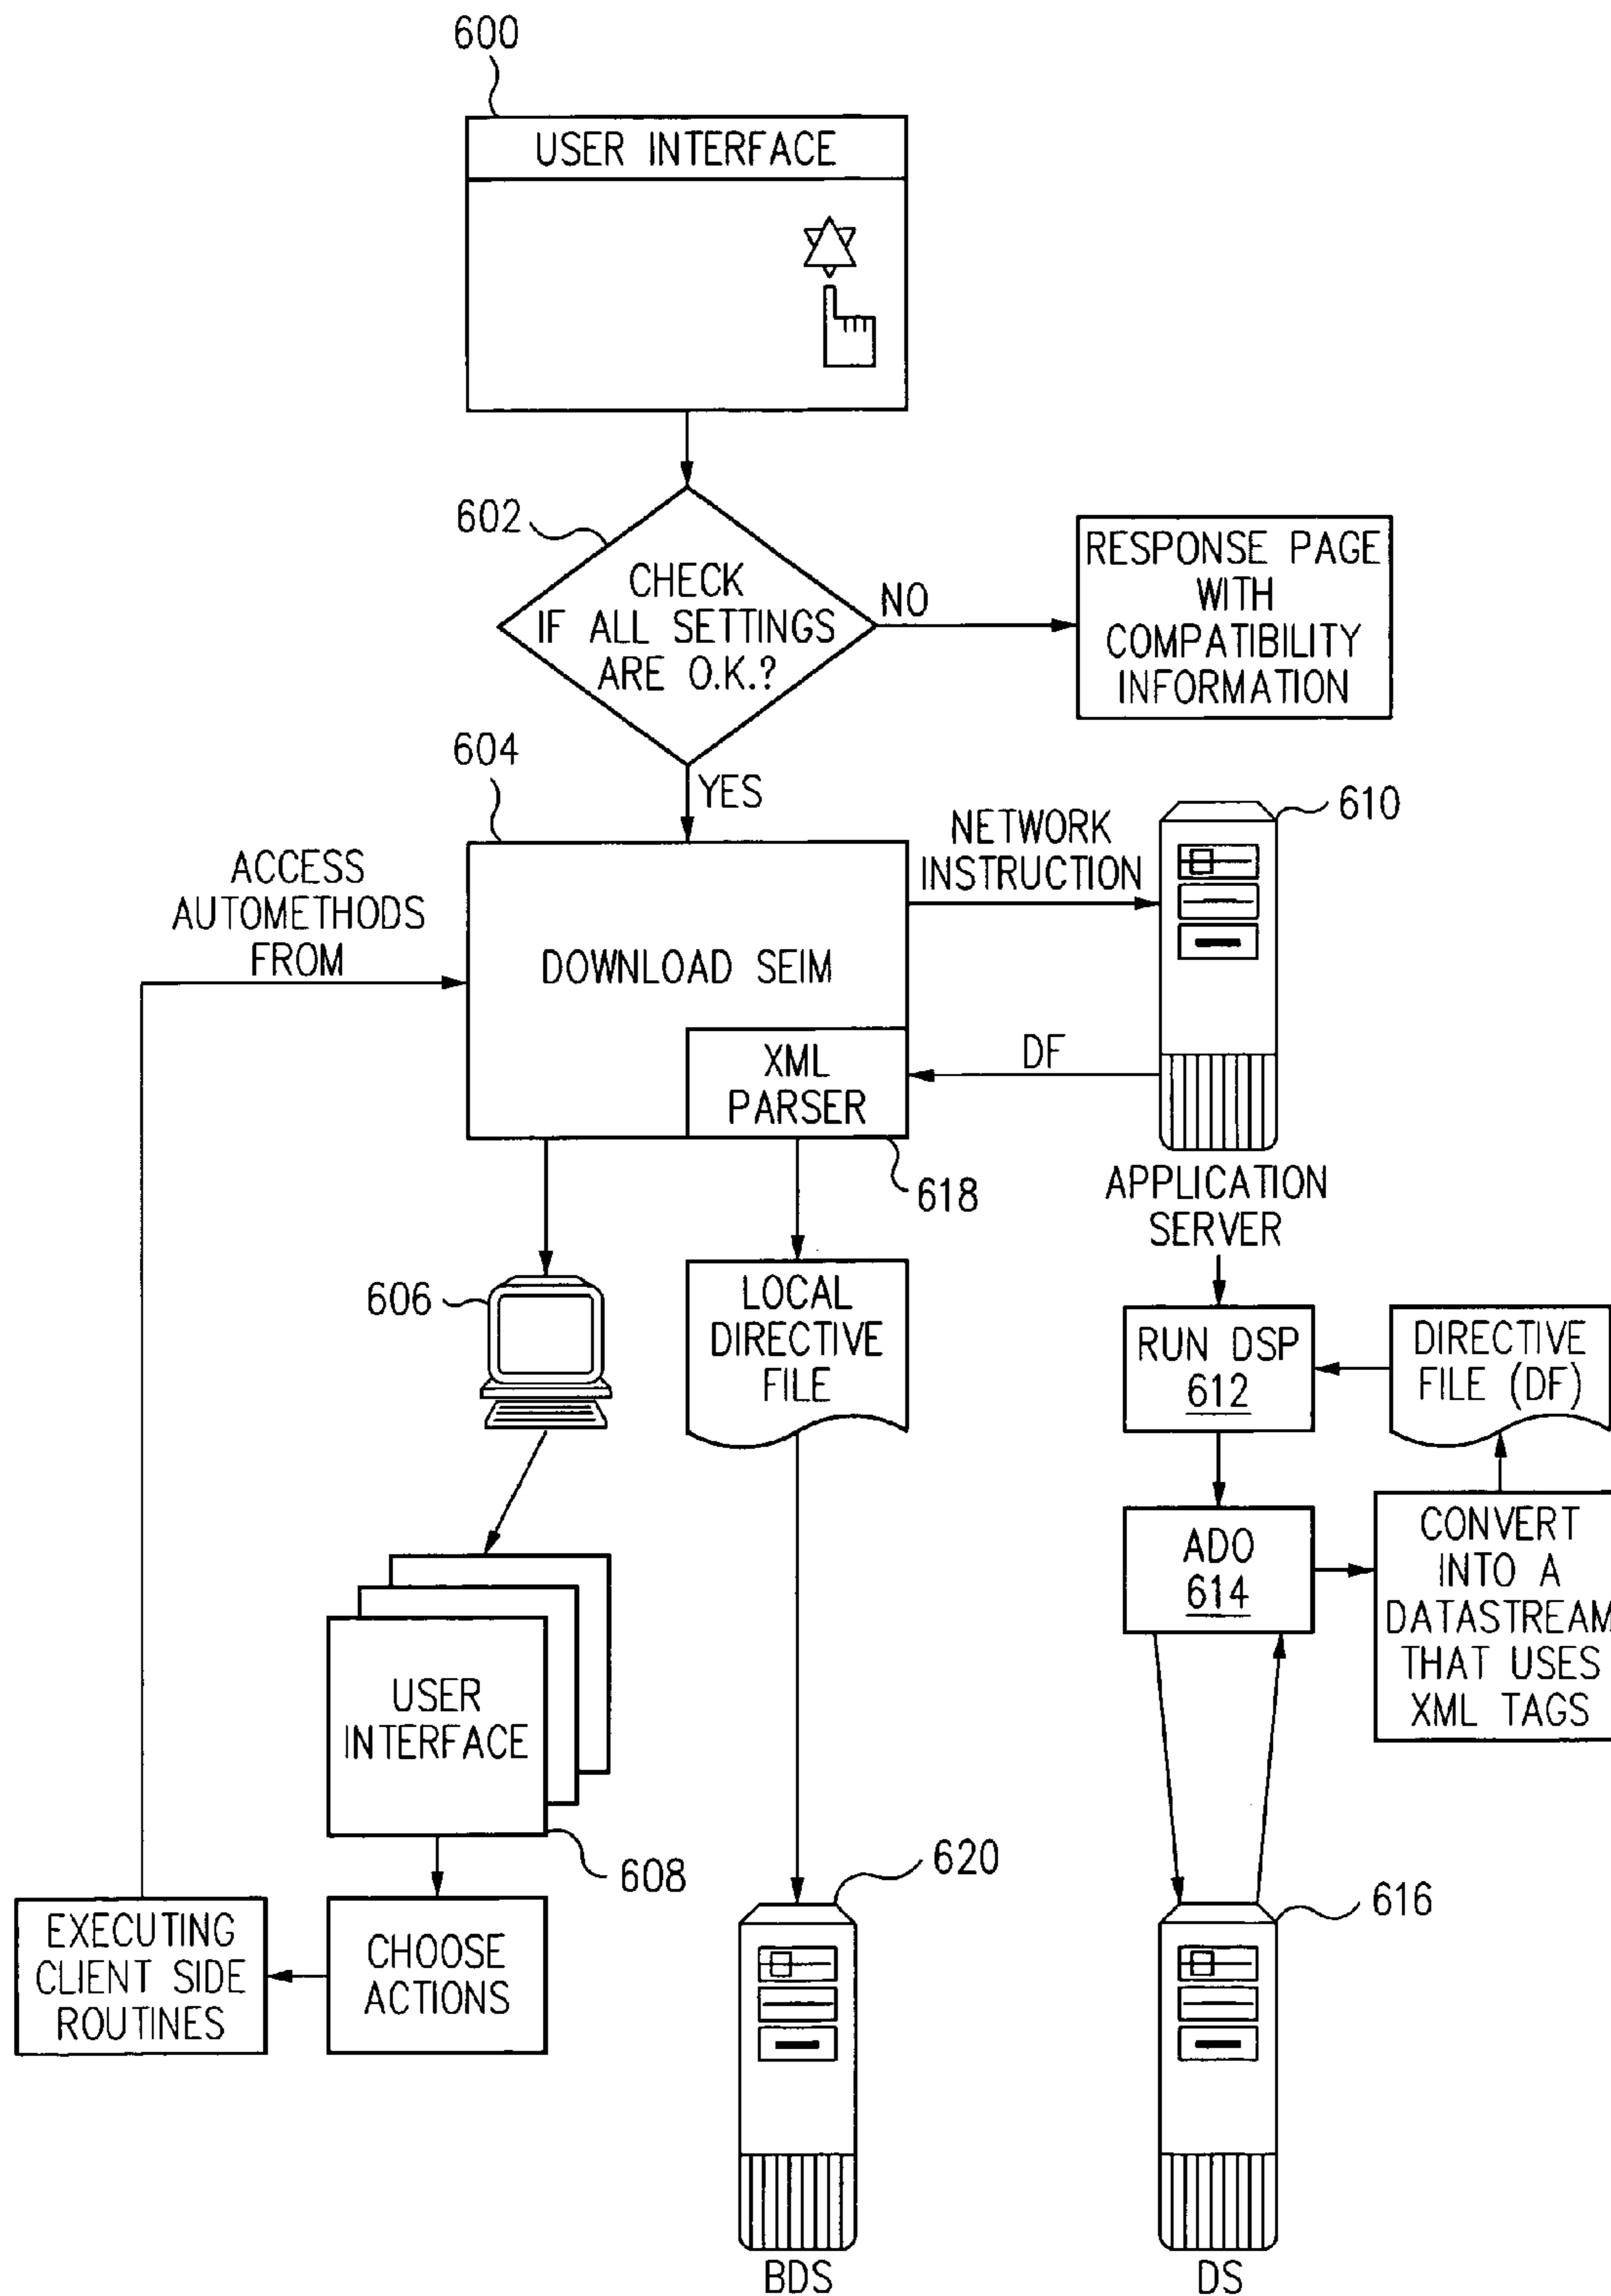 600
USER INTERFACE
602
CHECK
IF ALL SETTINGS
ARE O.K.?
NO
RESPONSE PAGE
WITH
COMPATIBILITY
INFORMATION
604
YES
ACCESS
AUTOMETHODS
FROM
DOWNLOAD SEIM
NETWORK
INSTRUCTION
610
XML
PARSER
DF
618
APPLICATION
SERVER
606
LOCAL
DIRECTIVE
FILE
RUN DSP
612
DIRECTIVE
FILE (DF)
ADO
614
CONVERT
INTO A
DATASTREAM
THAT USES
XML TAGS
USER
INTERFACE
608
620
616
EXECUTING
CLIENT SIDE
ROUTINES
CHOOSE
ACTIONS
BDS
DS